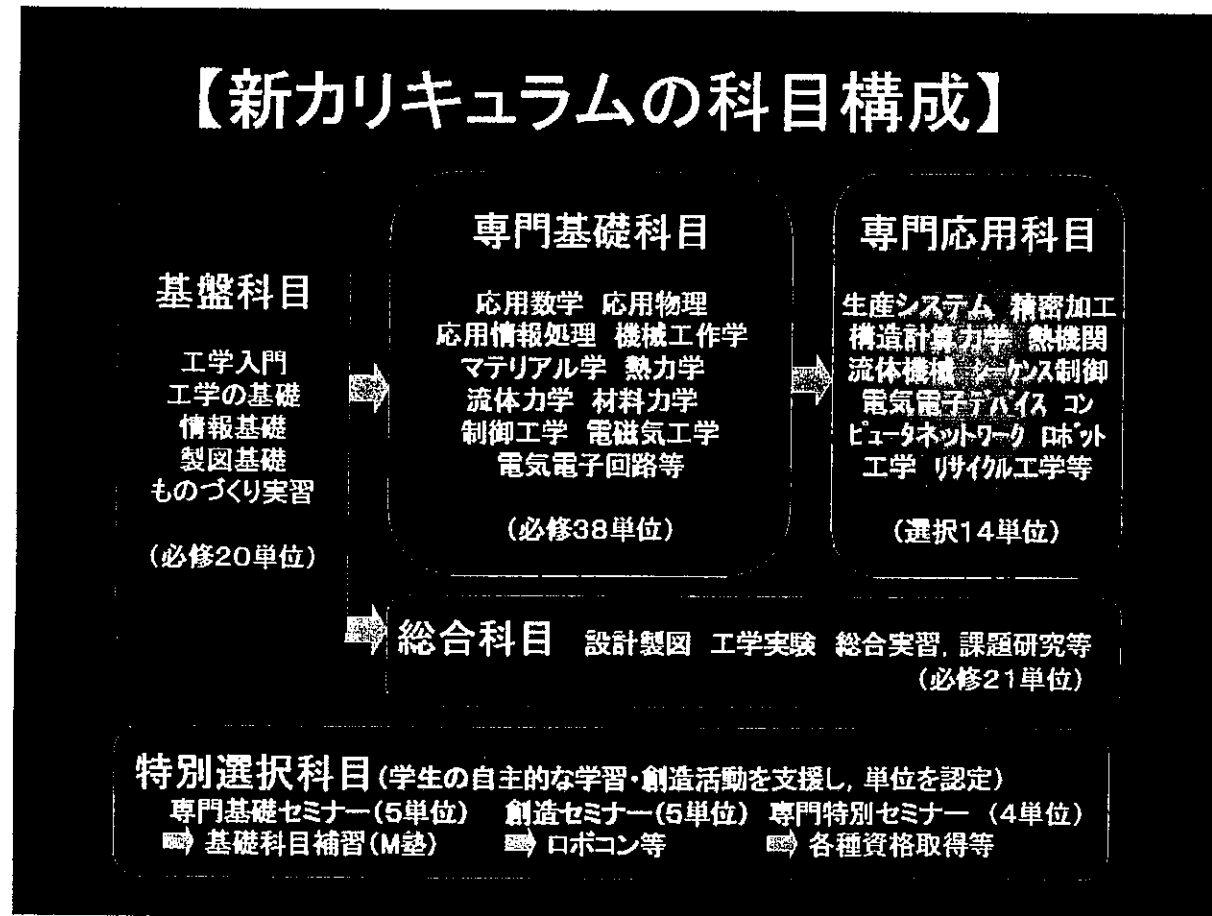 【新カリキュラムの科目構成】
基盤科目
工学入門
工学の基礎
情報基礎
製図基礎
ものづくり実習
(必修20単位)
専門基礎科目
応用数学 応用物理
応用情報処理 機械工作学
マテリアル学 熱力学
流体力学 材料力学
制御工学 電磁気工学
電気電子回路等
(必修38単位)
専門応用科目
生産システム 精密加工
構造計算力学 熱機関
流体機械 シーケンス制御
電気電子デバイス コン
ピュータネットワーク ロボット
工学 リサイクル工学等
(選択14単位)
総合科目 設計製図 工学実験 総合実習, 課題研究等
(必修21単位)
特別選択科目(学生の自主的な学習・創造活動を支援し, 単位を認定)
専門基礎セミナー(5単位) 創造セミナー(5単位) 専門特別セミナー (4単位)
基礎科目補習(M塾) ロボコン等 各種資格取得等